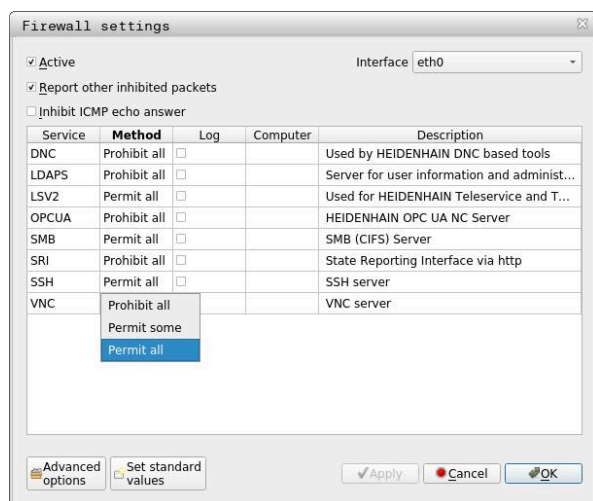 Firewall settings
Active
Interface eth0
Report other inhibited packets
Inhibit ICMP echo answer
Service Method Log Computer Description
DNC Prohibit all Used by HEIDENHAIN DNC based tools
LDAPS Prohibit all Server for user information and administ...
LSV2 Permit all Used for HEIDENHAIN Teleservice and T...
OPCUA Prohibit all HEIDENHAIN OPC UA NC Server
SMB Permit all SMB (CIFS) Server
SRI Prohibit all State Reporting Interface via http
SSH Permit all SSH server
VNC Prohibit all VNC server
Permit some
Permit all
Advanced options
Set standard values
Apply
Cancel
OK